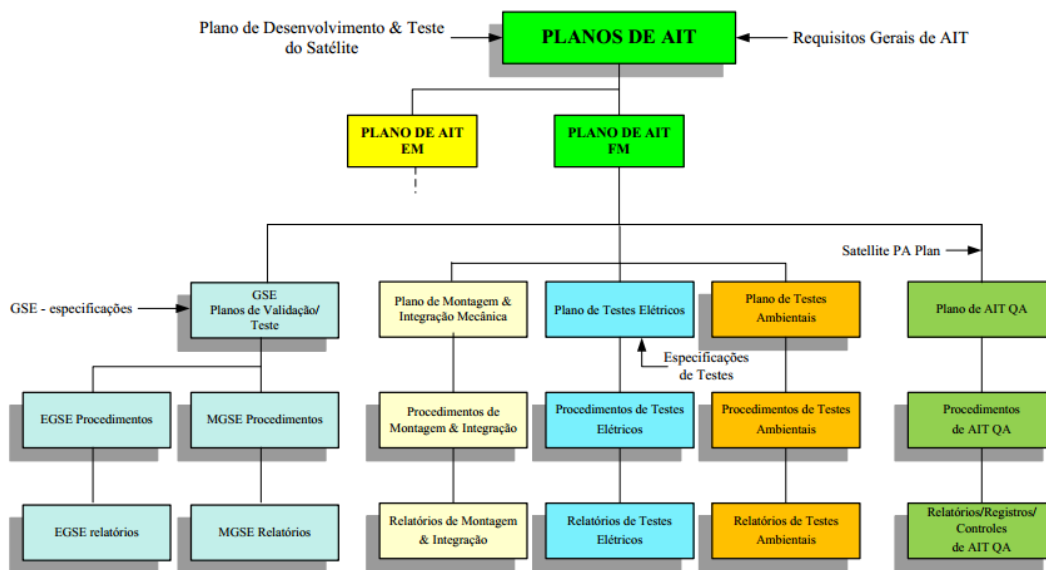 Plano de Desenvolvimento & Teste
do Satélite
PLANOS DE AIT
Requisitos Gerais de AIT
PLANO DE AIT
EM
PLANO DE AIT
FM
Satellite PA Plan
GSE - especificações
GSE
Planos de Validação/
Teste
Plano de Montagem &
Integração Mecânica
Plano de Testes Elétricos
Plano de Testes
Ambientais
Plano de AIT QA
Especificações
de Testes
EGSE Procedimentos
MGSE Procedimentos
Procedimentos de
Montagem & Integração
Procedimentos de Testes
Elétricos
Procedimentos de Testes
Ambientais
Procedimentos
de AIT QA
EGSE relatórios
MGSE Relatórios
Relatórios de Montagem
& Integração
Relatórios de Testes
Elétricos
Relatórios de Testes
Ambientais
Relatórios/Registros/
Controles
de AIT QA